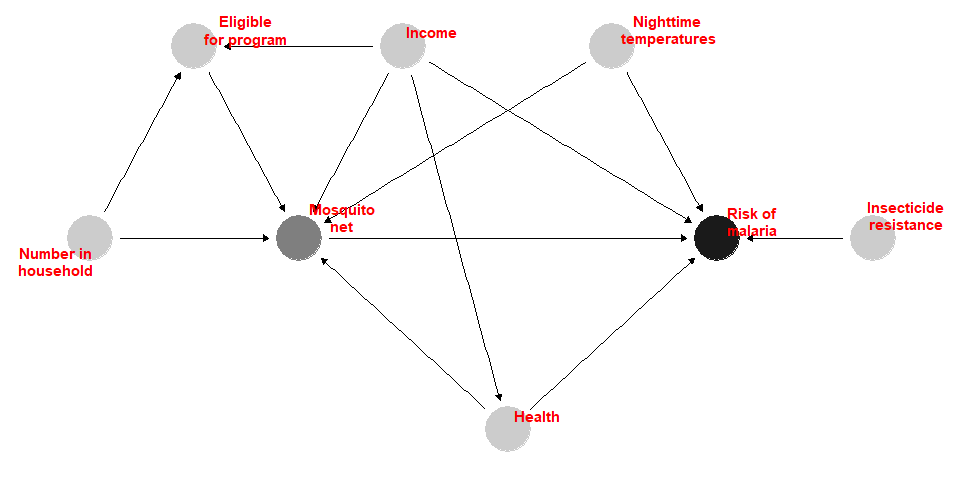 Eligible
for program
Income
Nighttime
temperatures
Mosquito
net
Risk of
malaria
Insecticide
resistance
Number in
household
Health